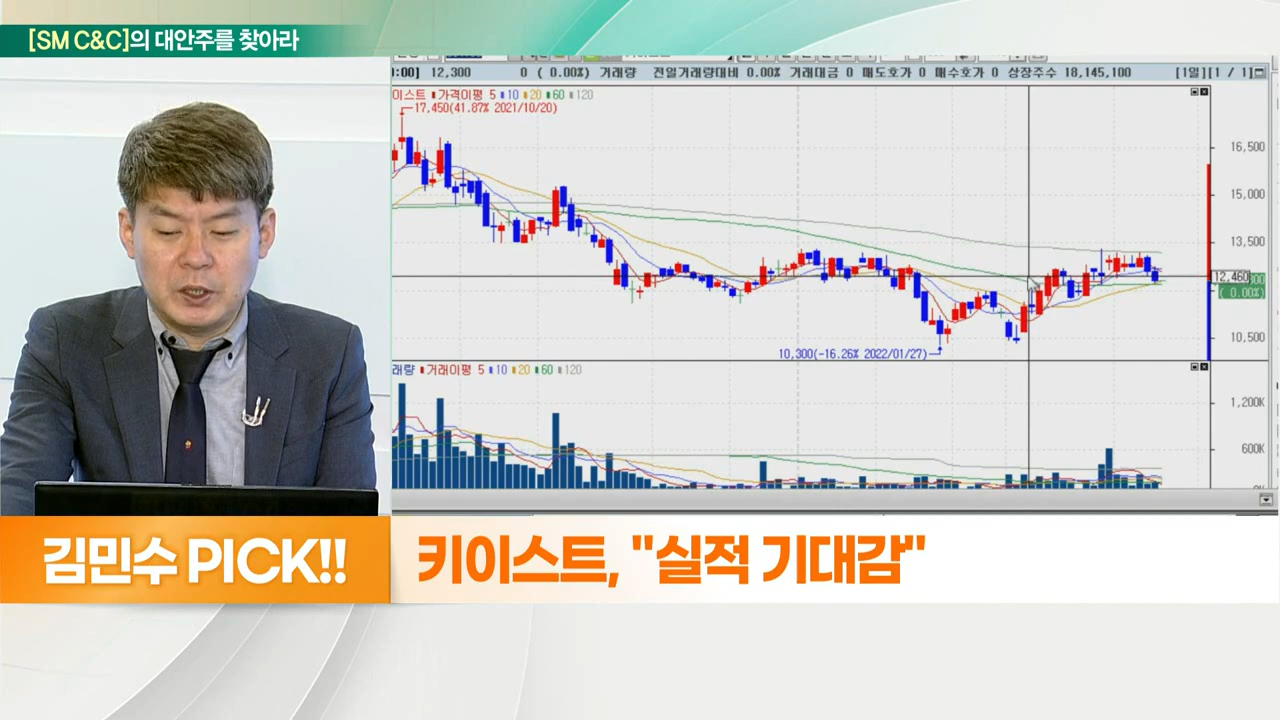 [SM C&C]의 대안주를 찾아라
0:00] 12,300 0 ( 0.00%) 거래량 전일거래량대비 0.00% 거래대금 0 매도호가 0 매수호가 0 상장주수 18,145,100 [1일][1 / 1]
이스트 가격이평 5 10 20 60 120
17,450(41.87% 2021/10/20)
16,500
15,000
13,500
12,460
( 0.00%)
10,500
10,300(-16.26% 2022/01/27)
래량 거래이평 5 10 20 60 120
1,200K
600K
김민수 PICK!!
키이스트, "실적 기대감"